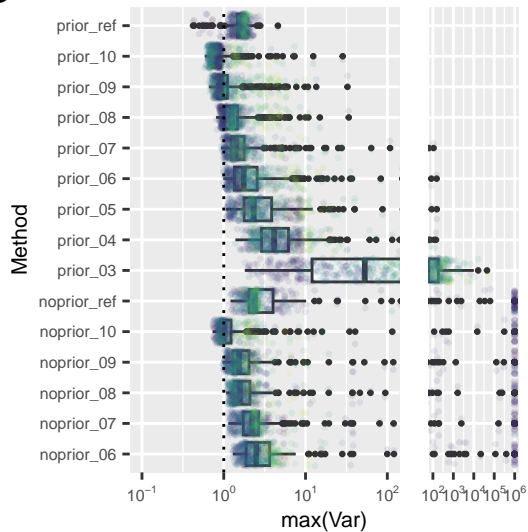 prior_ref
prior_10
prior_09
prior_08
prior_07
prior_06
prior_05
prior_04
prior_03
noprior_ref
noprior_10
noprior_09
noprior_08
noprior_07
noprior_06
Method
10⁻¹ 10⁰ 10¹ 10² 10² 10³ 10⁴ 10⁵ 10⁶
max(Var)